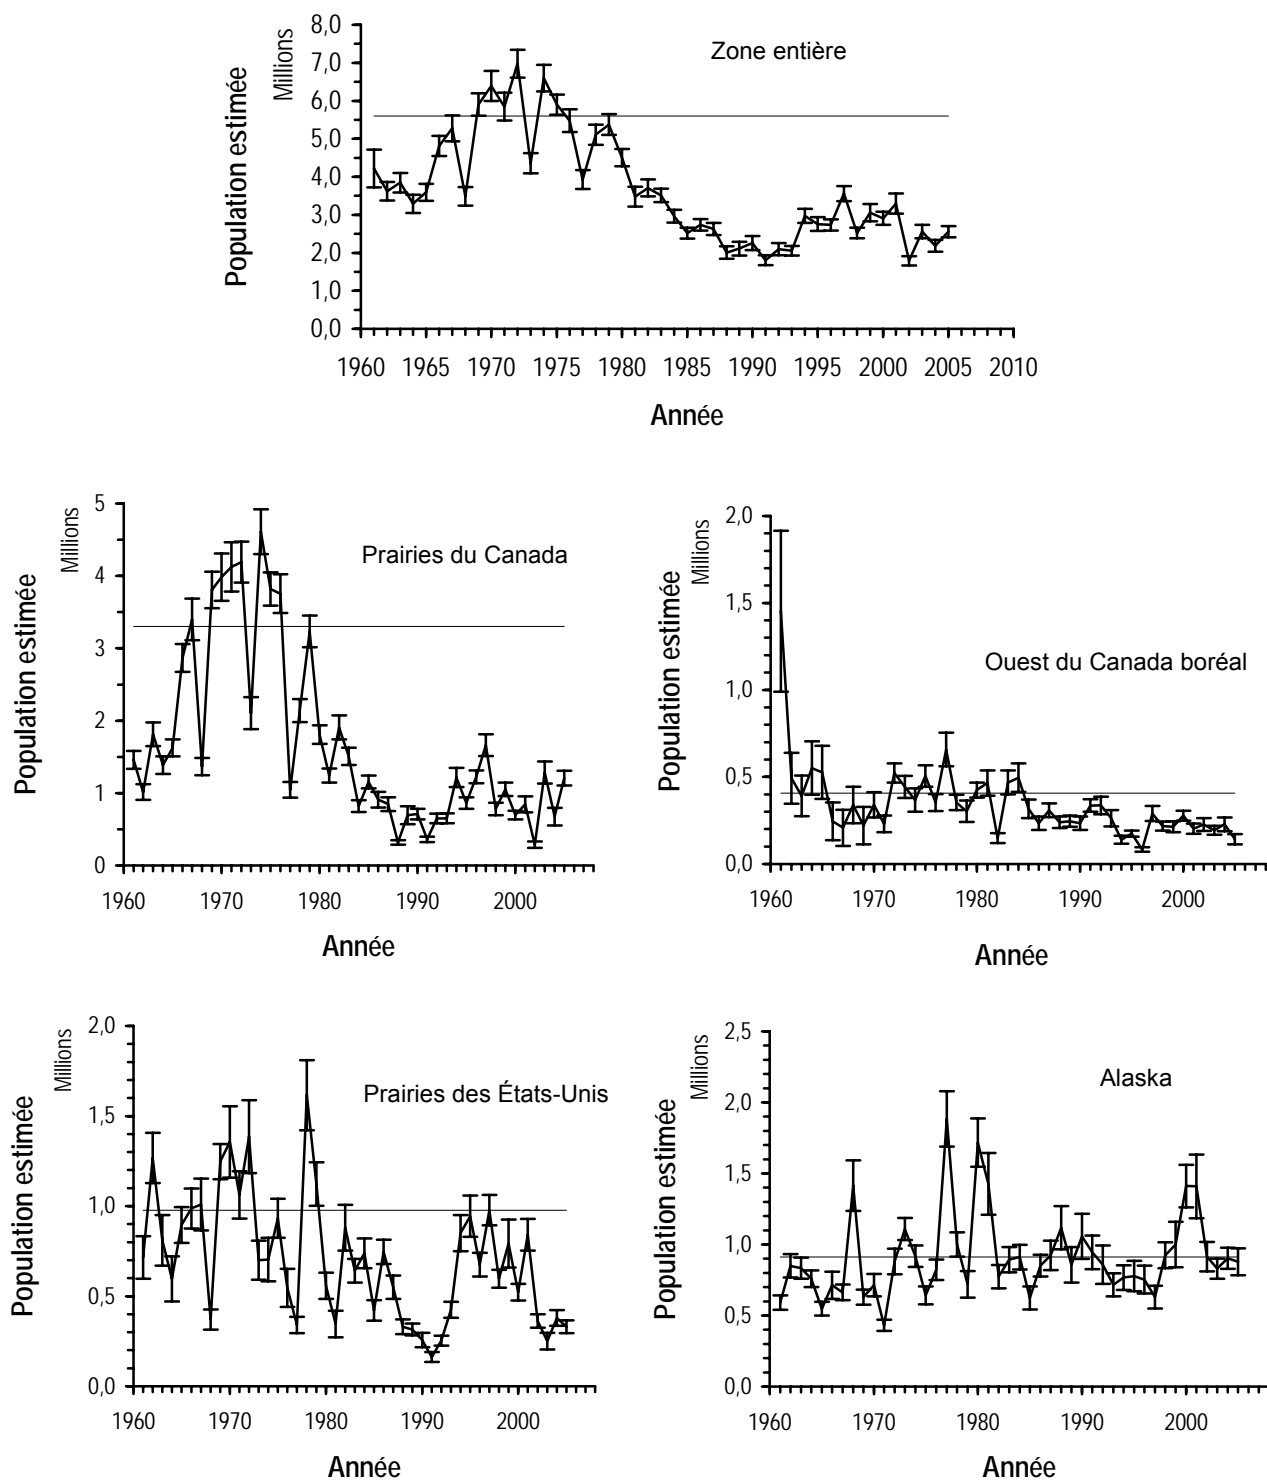 Zone entière
Population estimée
Millions
8,0
7,0
6,0
5,0
4,0
3,0
2,0
1,0
0,0
1960 1965 1970 1975 1980 1985 1990 1995 2000 2005 2010
Année
Prairies du Canada
Population estimée
Millions
5
4
3
2
1
0
1960 1970 1980 1990 2000
Année
Ouest du Canada boréal
Population estimée
Millions
2,0
1,5
1,0
0,5
0,0
1960 1970 1980 1990 2000
Année
Prairies des États-Unis
Population estimée
Millions
2,0
1,5
1,0
0,5
0,0
1960 1970 1980 1990 2000
Année
Alaska
Population estimée
Millions
2,5
2,0
1,5
1,0
0,5
0,0
1960 1970 1980 1990 2000
Année